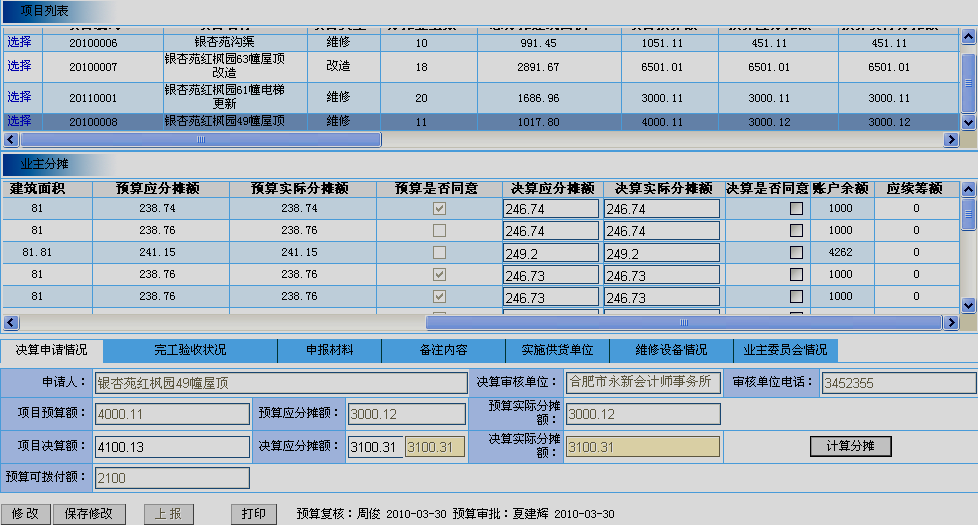 项目列表
选择 20100006 银杏苑沟渠 维修 10 991.45 1051.11 451.11 451.11
选择 20100007 银杏苑红枫园63幢屋顶改造 改造 18 2891.67 6501.01 6501.01 6501.01
选择 20110001 银杏苑红枫园61幢电梯更新 维修 20 1686.96 3000.11 3000.11 3000.11
选择 20100008 银杏苑红枫园49幢屋顶 维修 11 1017.80 4000.11 3000.12 3000.12
业主分摊
建筑面积 预算应分摊额 预算实际分摊额 预算是否同意 决算应分摊额 决算实际分摊额 决算是否同意 账户余额 应续筹额
81 238.74 238.74 246.74 246.74 1000 0
81 238.76 238.76 246.74 246.74 1000 0
81.81 241.15 241.15 249.2 249.2 4262 0
81 238.76 238.76 246.73 246.73 1000 0
81 238.76 238.76 246.73 246.73 1000 0
决算申请情况 完工验收状况 申报材料 备注内容 实施供货单位 维修设备情况 业主委员会情况
申请人： 银杏苑红枫园49幢屋顶 决算审核单位： 合肥市永新会计师事务所 审核单位电话： 3452355
项目预算额： 4000.11 预算应分摊额： 3000.12 预算实际分摊额： 3000.12
项目决算额： 4100.13 决算应分摊额： 3100.31 3100.31 决算实际分摊额： 3100.31 计算分摊
预算可拨付额： 2100
修改 保存修改 上报 打印 预算复核：周俊 2010-03-30 预算审批：夏建辉 2010-03-30